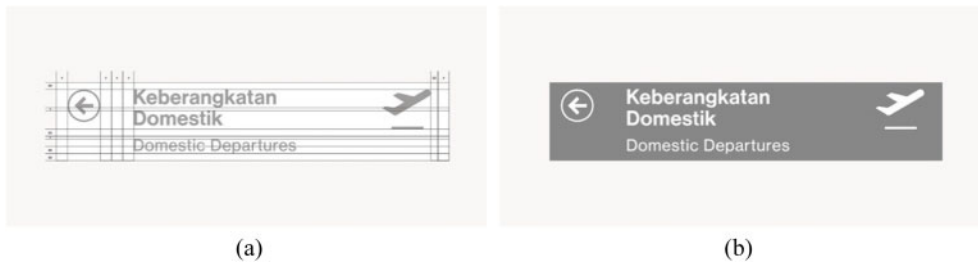 Keberangkatan
Domestik
Domestic Departures
Keberangkatan
Domestik
Domestic Departures
(a)
(b)